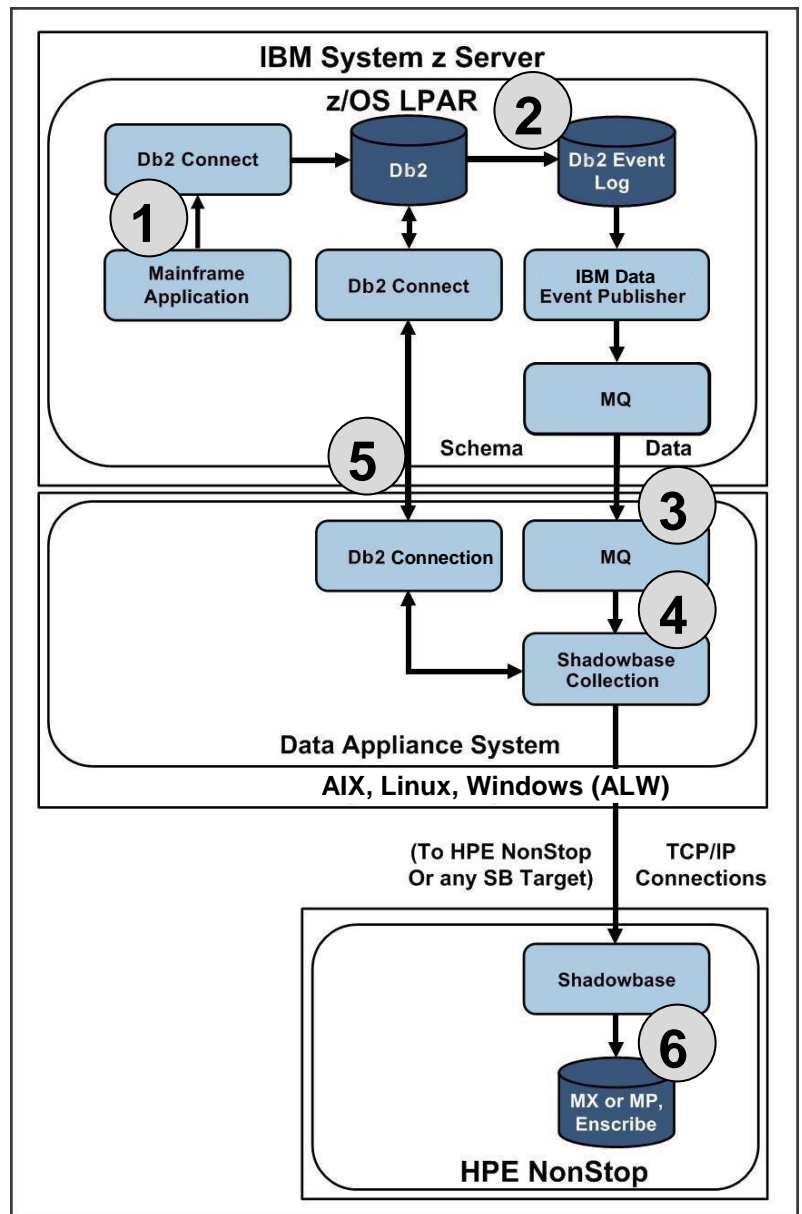 IBM System z Server
z/OS LPAR
2
Db2 Connect
Db2
Db2 Event
Log
1
Mainframe
Application
Db2 Connect
IBM Data
Event Publisher
MQ
5
Schema
Data
3
Db2 Connection
MQ
4
Shadowbase
Collection
Data Appliance System
AIX, Linux, Windows (ALW)
(To HPE NonStop
Or any SB Target)
TCP/IP
Connections
Shadowbase
6
MX or MP,
Enscribe
HPE NonStop